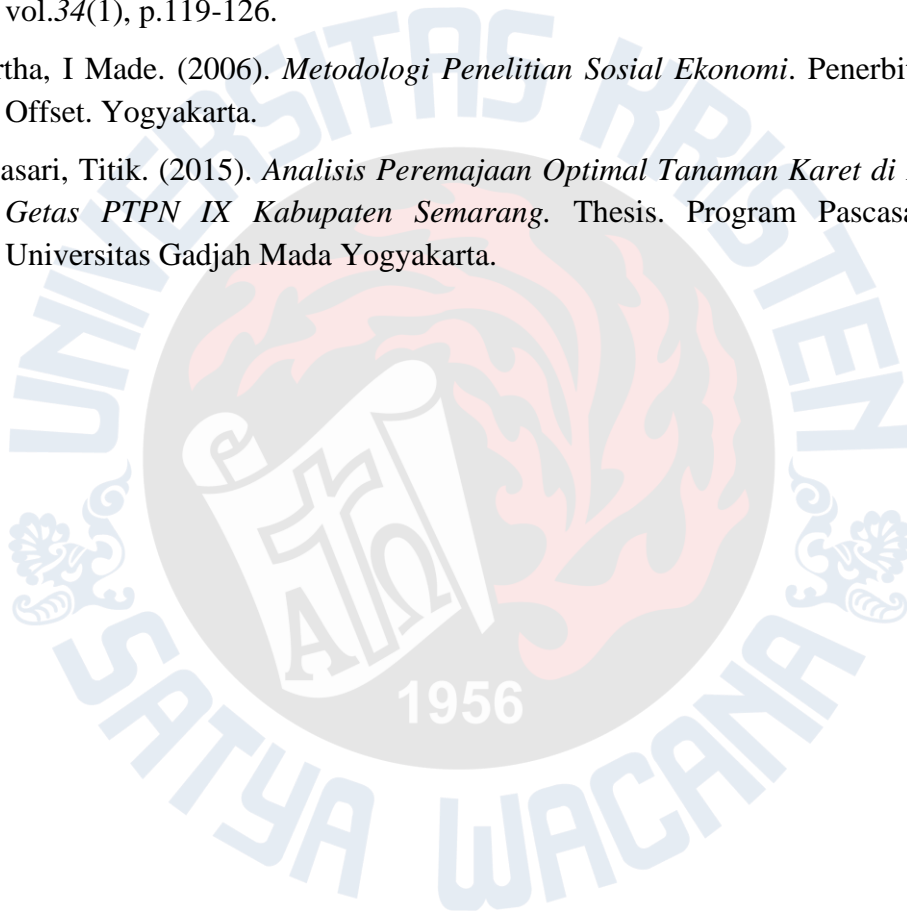 vol.34(1), p.119-126.
rtha, I Made. (2006). Metodologi Penelitian Sosial Ekonomi. Penerbit
Offset. Yogyakarta.
asari, Titik. (2015). Analisis Peremajaan Optimal Tanaman Karet di
Getas PTPN IX Kabupaten Semarang. Thesis. Program Pascasa
Universitas Gadjah Mada Yogyakarta.
UNIVERSITAS KRISTEN
ΑΩ
1956
SATYA WACANA